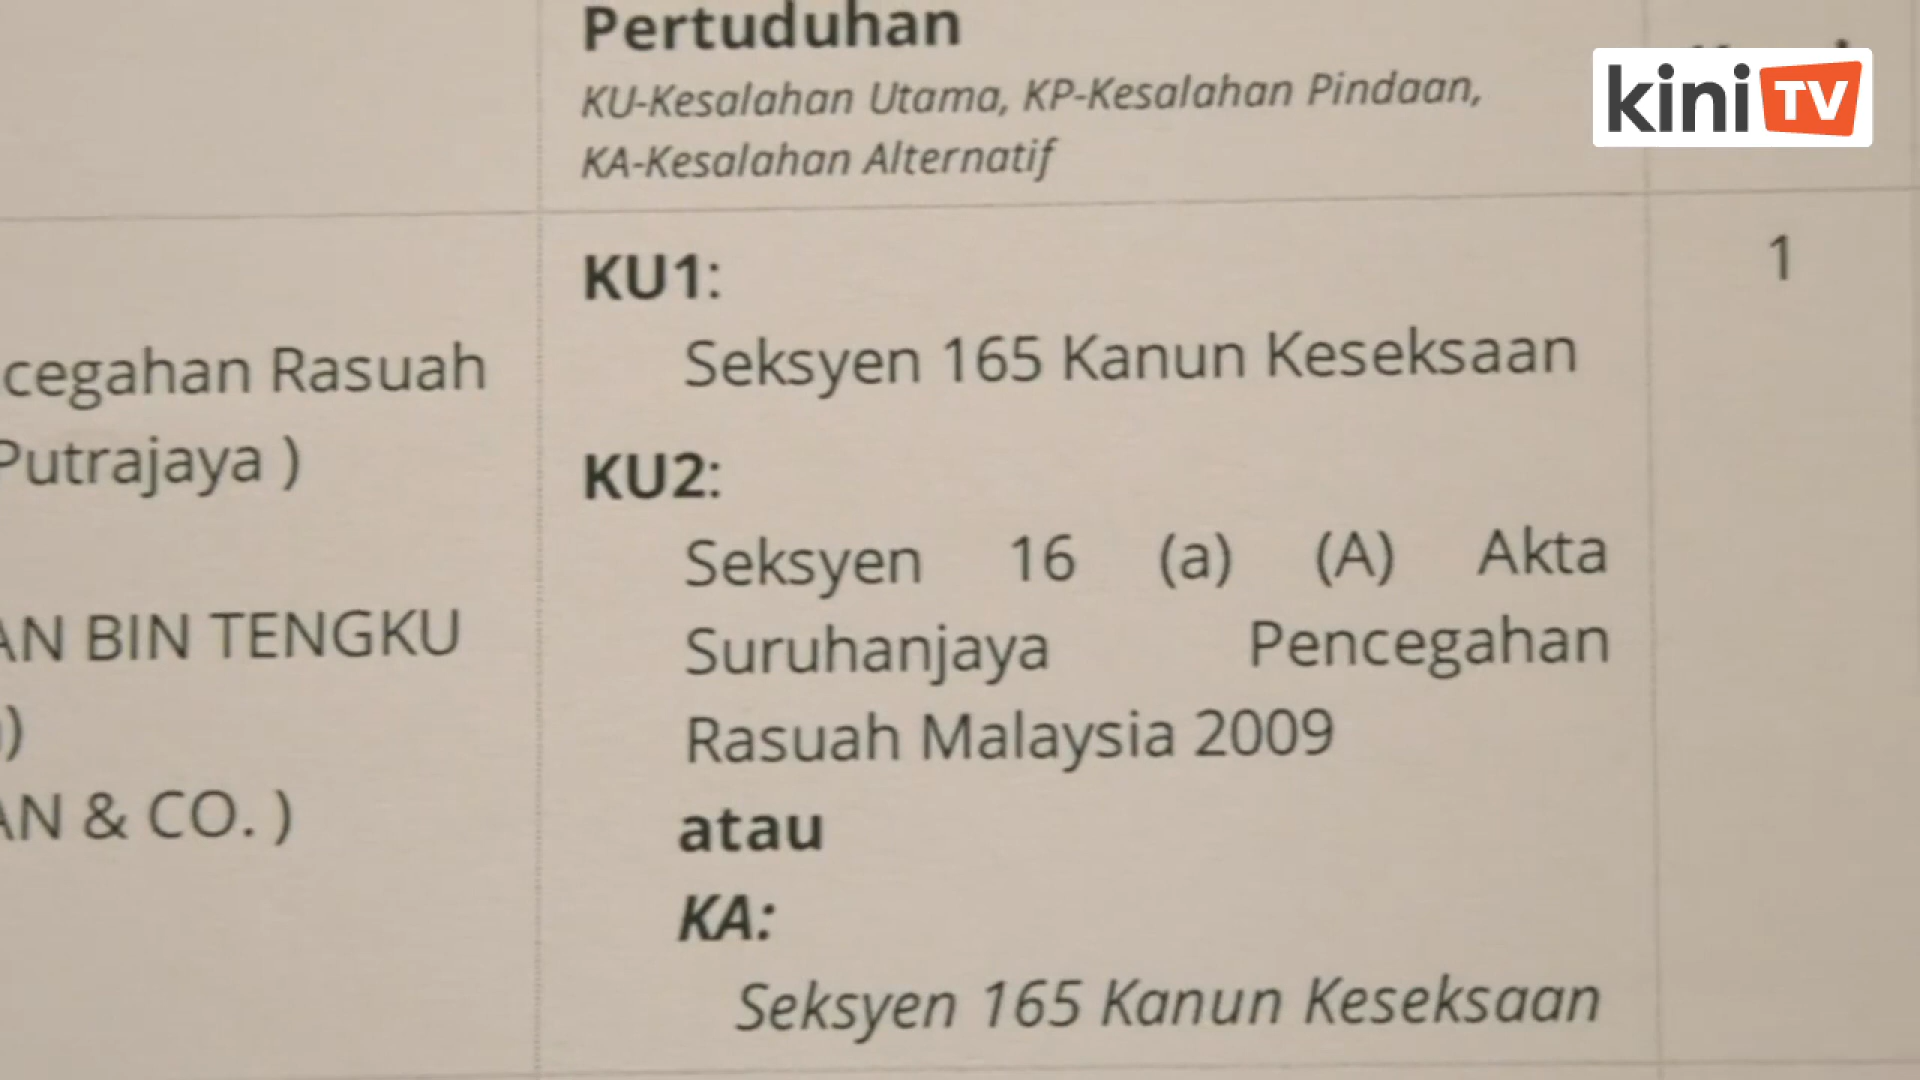 Pertuduhan
KU-Kesalahan Utama, KP-Kesalahan Pindaan,
KA-Kesalahan Alternatif
kini TV
cegahan Rasuah
Putrajaya )
AN BIN TENGKU
)
AN & CO. )
KU1:
Seksyen 165 Kanun Keseksaan
KU2:
Seksyen 16 (a) (A) Akta
Suruhanjaya Pencegahan
Rasuah Malaysia 2009
atau
KA:
Seksyen 165 Kanun Keseksaan
1